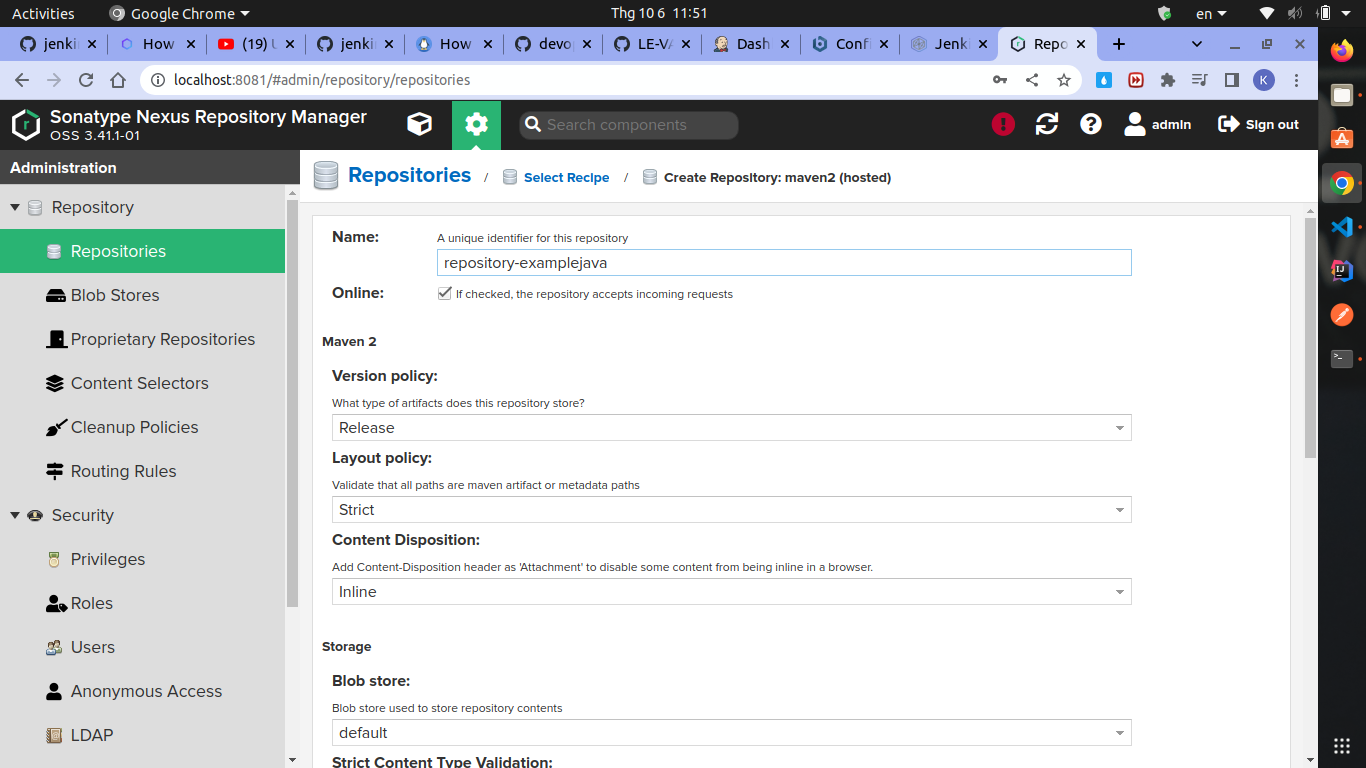 Activities
Google Chrome
Thg 10 6 11:51
en
jenki
How
(19) U
jenki
How
devo
LE-VA
Dash
Conf
Jenk
Repo
localhost:8081/#admin/repository/repositories
K
Sonatype Nexus Repository Manager
OSS 3.41.1-01
Search components
admin
Sign out
Administration
Repositories / Select Recipe / Create Repository: maven2 (hosted)
Repository
Repositories
Blob Stores
Proprietary Repositories
Content Selectors
Cleanup Policies
Routing Rules
Security
Privileges
Roles
Users
Anonymous Access
LDAP
Name:
A unique identifier for this repository
repository-examplejava
Online:
If checked, the repository accepts incoming requests
Maven 2
Version policy:
What type of artifacts does this repository store?
Release
Layout policy:
Validate that all paths are maven artifact or metadata paths
Strict
Content Disposition:
Add Content-Disposition header as 'Attachment' to disable some content from being inline in a browser.
Inline
Storage
Blob store:
Blob store used to store repository contents
default
Strict Content Type Validation: